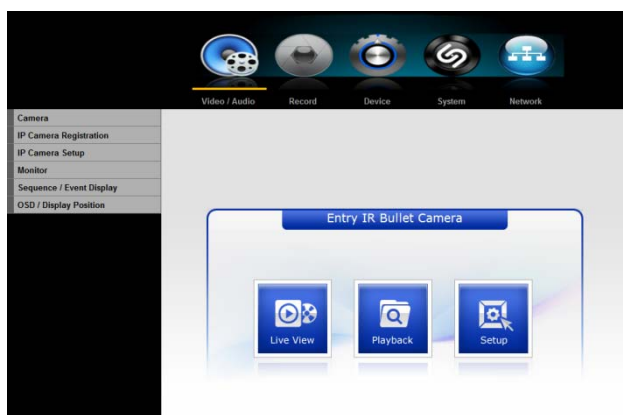 Video / Audio Record Device System Network
Camera
IP Camera Registration
IP Camera Setup
Monitor
Sequence / Event Display
OSD / Display Position
Entry IR Bullet Camera
Live View Playback Setup